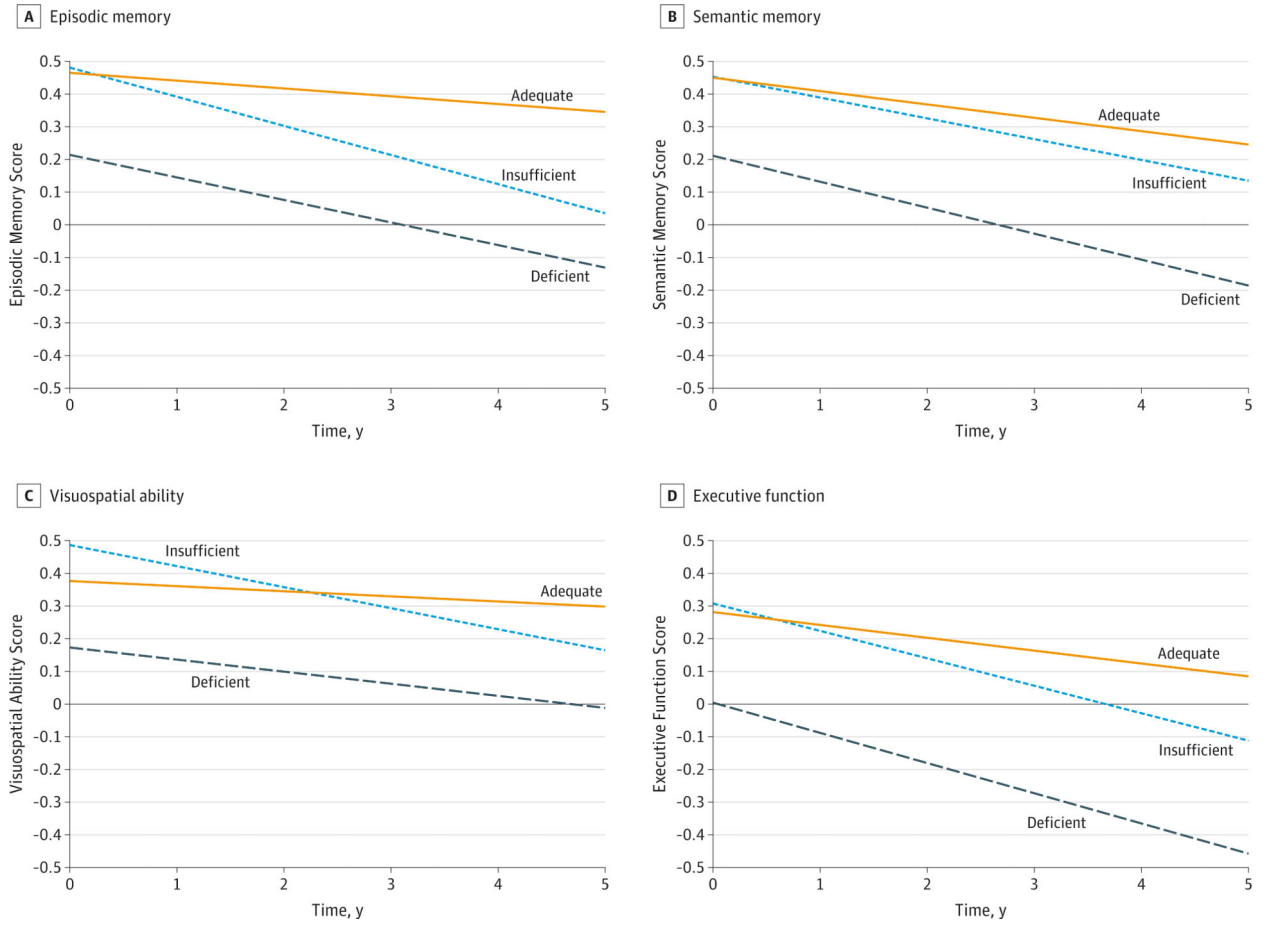 A Episodic memory
0.5
0.4
0.3
0.2
0.1
0
-0.1
-0.2
-0.3
-0.4
-0.5
Episodic Memory Score
Adequate
Insufficient
Deficient
0 1 2 3 4 5
Time, y
B Semantic memory
0.5
0.4
0.3
0.2
0.1
0
-0.1
-0.2
-0.3
-0.4
-0.5
Semantic Memory Score
Adequate
Insufficient
Deficient
0 1 2 3 4 5
Time, y
C Visuospatial ability
0.5
0.4
0.3
0.2
0.1
0
-0.1
-0.2
-0.3
-0.4
-0.5
Visuospatial Ability Score
Insufficient
Adequate
Deficient
0 1 2 3 4 5
Time, y
D Executive function
0.5
0.4
0.3
0.2
0.1
0
-0.1
-0.2
-0.3
-0.4
-0.5
Executive Function Score
Adequate
Insufficient
Deficient
0 1 2 3 4 5
Time, y